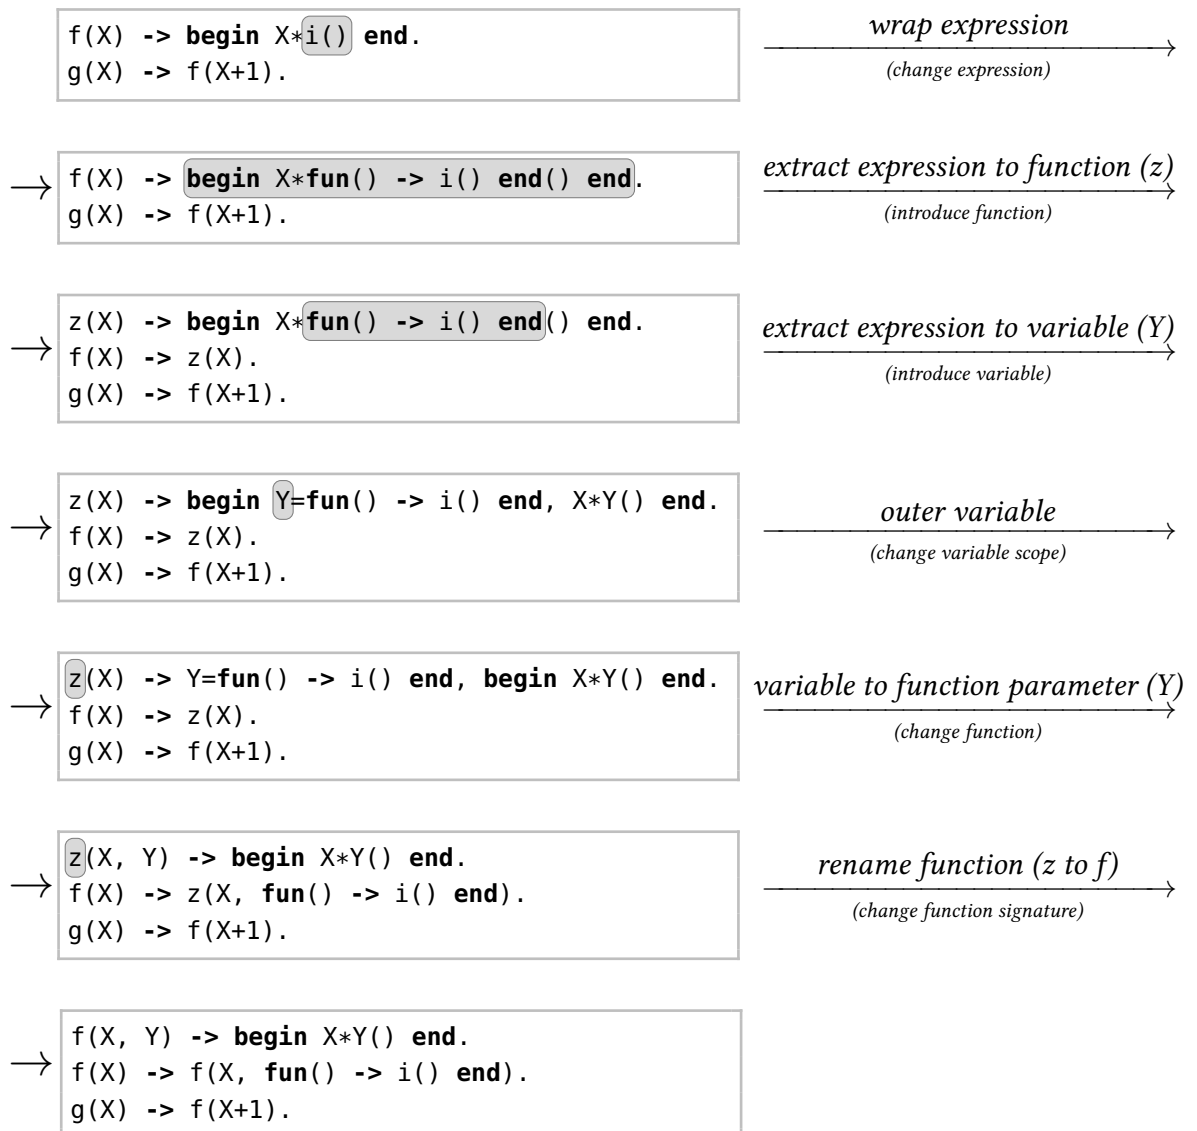 f(X) -> begin X*i() end.
g(X) -> f(X+1).
wrap expression
(change expression)
f(X) -> begin X*fun() -> i() end() end.
g(X) -> f(X+1).
extract expression to function (z)
(introduce function)
z(X) -> begin X*fun() -> i() end() end.
f(X) -> z(X).
g(X) -> f(X+1).
extract expression to variable (Y)
(introduce variable)
z(X) -> begin Y=fun() -> i() end, X*Y() end.
f(X) -> z(X).
g(X) -> f(X+1).
outer variable
(change variable scope)
z(X) -> Y=fun() -> i() end, begin X*Y() end.
f(X) -> z(X).
g(X) -> f(X+1).
variable to function parameter (Y)
(change function)
z(X, Y) -> begin X*Y() end.
f(X) -> z(X, fun() -> i() end).
g(X) -> f(X+1).
rename function (z to f)
(change function signature)
f(X, Y) -> begin X*Y() end.
f(X) -> f(X, fun() -> i() end).
g(X) -> f(X+1).